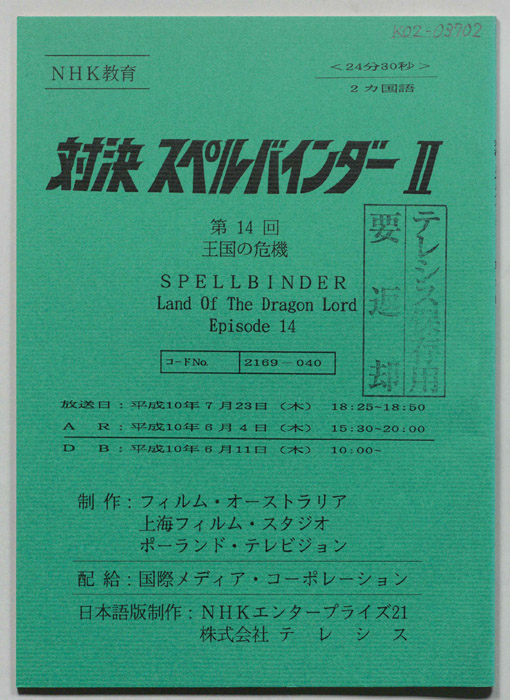 K02-03702
NHK教育
<24分30秒>
2カ国語
対決 スペルバインダー II
第 14 回
王国の危機
SPELLBINDER
Land Of The Dragon Lord
Episode 14
テレシス保存用
要返却
コードNo. 2169-040
放送日:平成10年7月23日(木) 18:25~18:50
A R:平成10年6月4日(木) 15:30~20:00
D B:平成10年6月11日(木) 10:00~
制作:フィルム・オーストラリア
上海フィルム・スタジオ
ポーランド・テレビジョン
配給:国際メディア・コーポレーション
日本語版制作:NHKエンタープライズ21
株式会社 テレシス